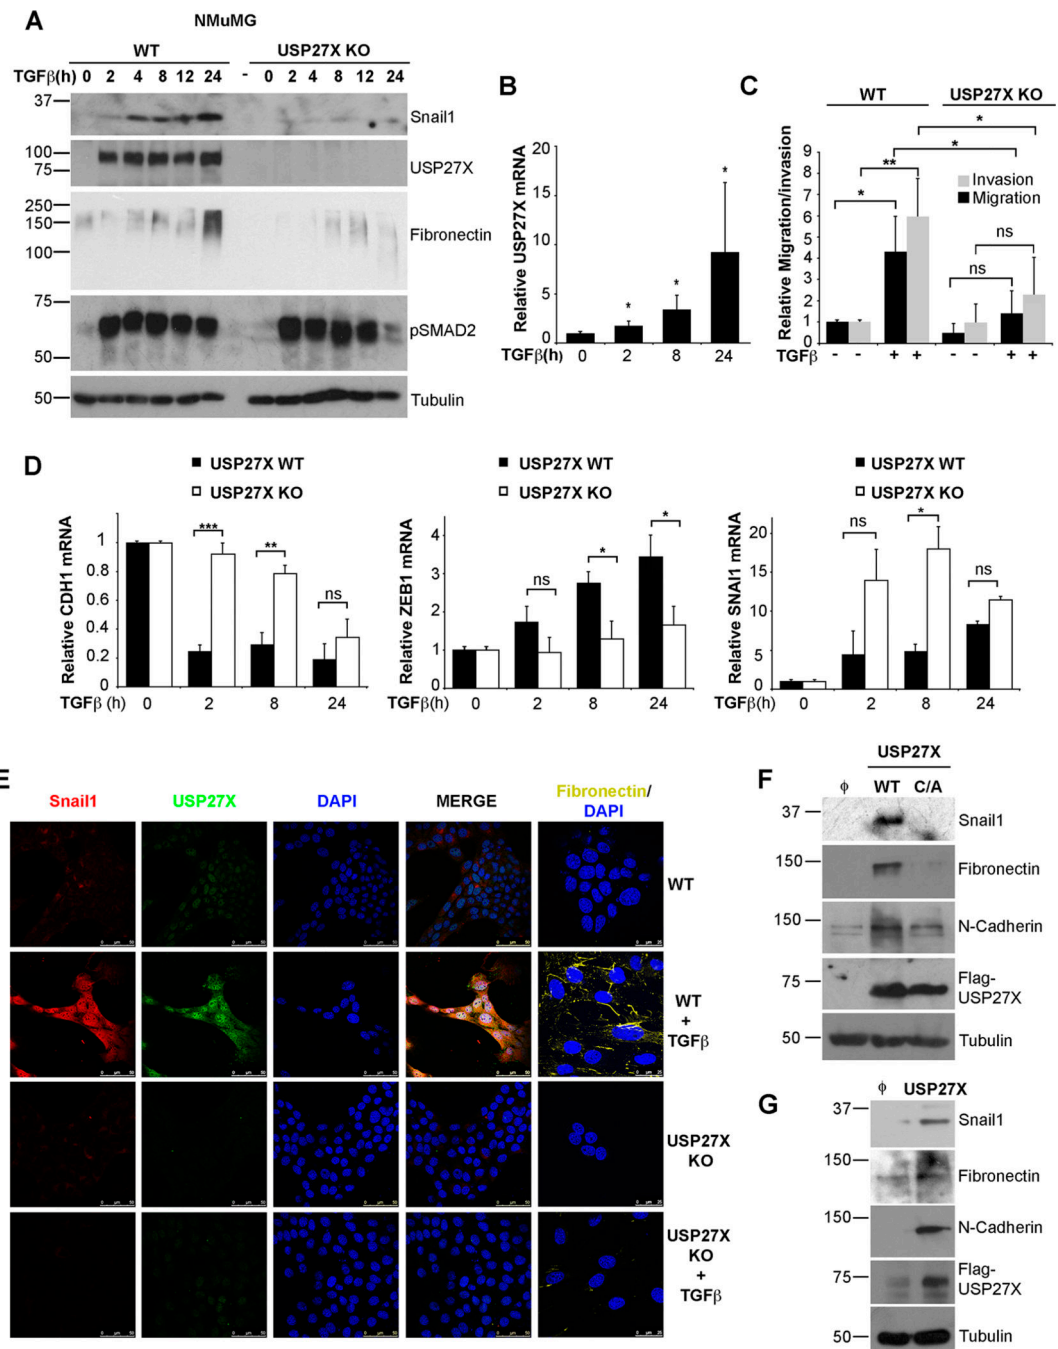 A
NMuMG
WT USP27X KO
TGFβ(h) 0 2 4 8 12 24 - 0 2 4 8 12 24
37
Snail1
100
75
USP27X
250
150
100
Fibronectin
75
50
pSMAD2
50
Tubulin
B
Relative USP27X mRNA
20
15
10
5
0
* * *
TGFβ(h) 0 2 8 24
C
WT USP27X KO
*
*
**
*
ns
ns
Invasion
Migration
Relative Migration/invasion
9
8
7
6
5
4
3
2
1
0
TGFβ - - + + - - + +
D
USP27X WT
USP27X KO
Relative CDH1 mRNA
1
0.8
0.6
0.4
0.2
0
*** ** ns
TGFβ (h) 0 2 8 24
USP27X WT
USP27X KO
Relative ZEB1 mRNA
4
3
2
1
0
ns * *
TGFβ(h) 0 2 8 24
USP27X WT
USP27X KO
Relative SNAI1 mRNA
20
15
10
5
0
ns * ns
TGFβ(h) 0 2 8 24
E
Snail1 USP27X DAPI MERGE Fibronectin/
DAPI
WT
WT
+
TGFβ
USP27X
KO
USP27X
KO
+
TGFβ
F
USP27X
ϕ WT C/A
37
Snail1
150
Fibronectin
150
N-Cadherin
75
Flag-
USP27X
50
Tubulin
G
ϕ USP27X
37
Snail1
150
Fibronectin
150
N-Cadherin
75
Flag-
USP27X
50
Tubulin